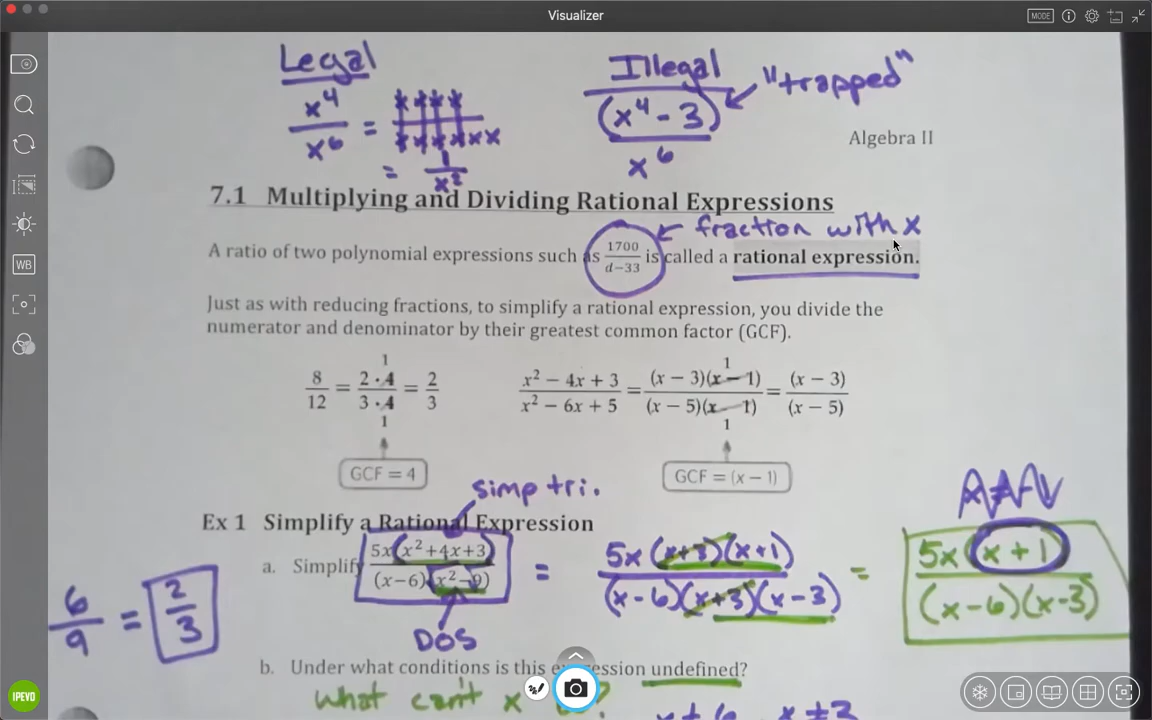 Visualizer
MODE
Legal
x⁴/x⁶ = xxxx/xxxxxx
= 1/x²
Illegal
(x⁴ - 3)/x⁶
"trapped"
Algebra II
7.1 Multiplying and Dividing Rational Expressions
fraction with x
A ratio of two polynomial expressions such as 1700/(d−33) is called a rational expression.
Just as with reducing fractions, to simplify a rational expression, you divide the
numerator and denominator by their greatest common factor (GCF).
8/12 = (2 · 4)/(3 · 4) = 2/3
1
1
(x² − 4x + 3)/(x² − 6x + 5) = (x − 3)(x − 1)/(x − 5)(x − 1) = (x − 3)/(x − 5)
1
1
GCF = 4
GCF = (x − 1)
simp tri.
Ex 1 Simplify a Rational Expression
a. Simplify 5x(x²+4x+3)/(x−6)(x²−9) = 5x(x+3)(x+1)/(x-6)(x+3)(x-3) = 5x(x+1)/(x-6)(x-3)
DOS
6/9 = 2/3
b. Under what conditions is this expression undefined?
What can't x
WB
IPEVO